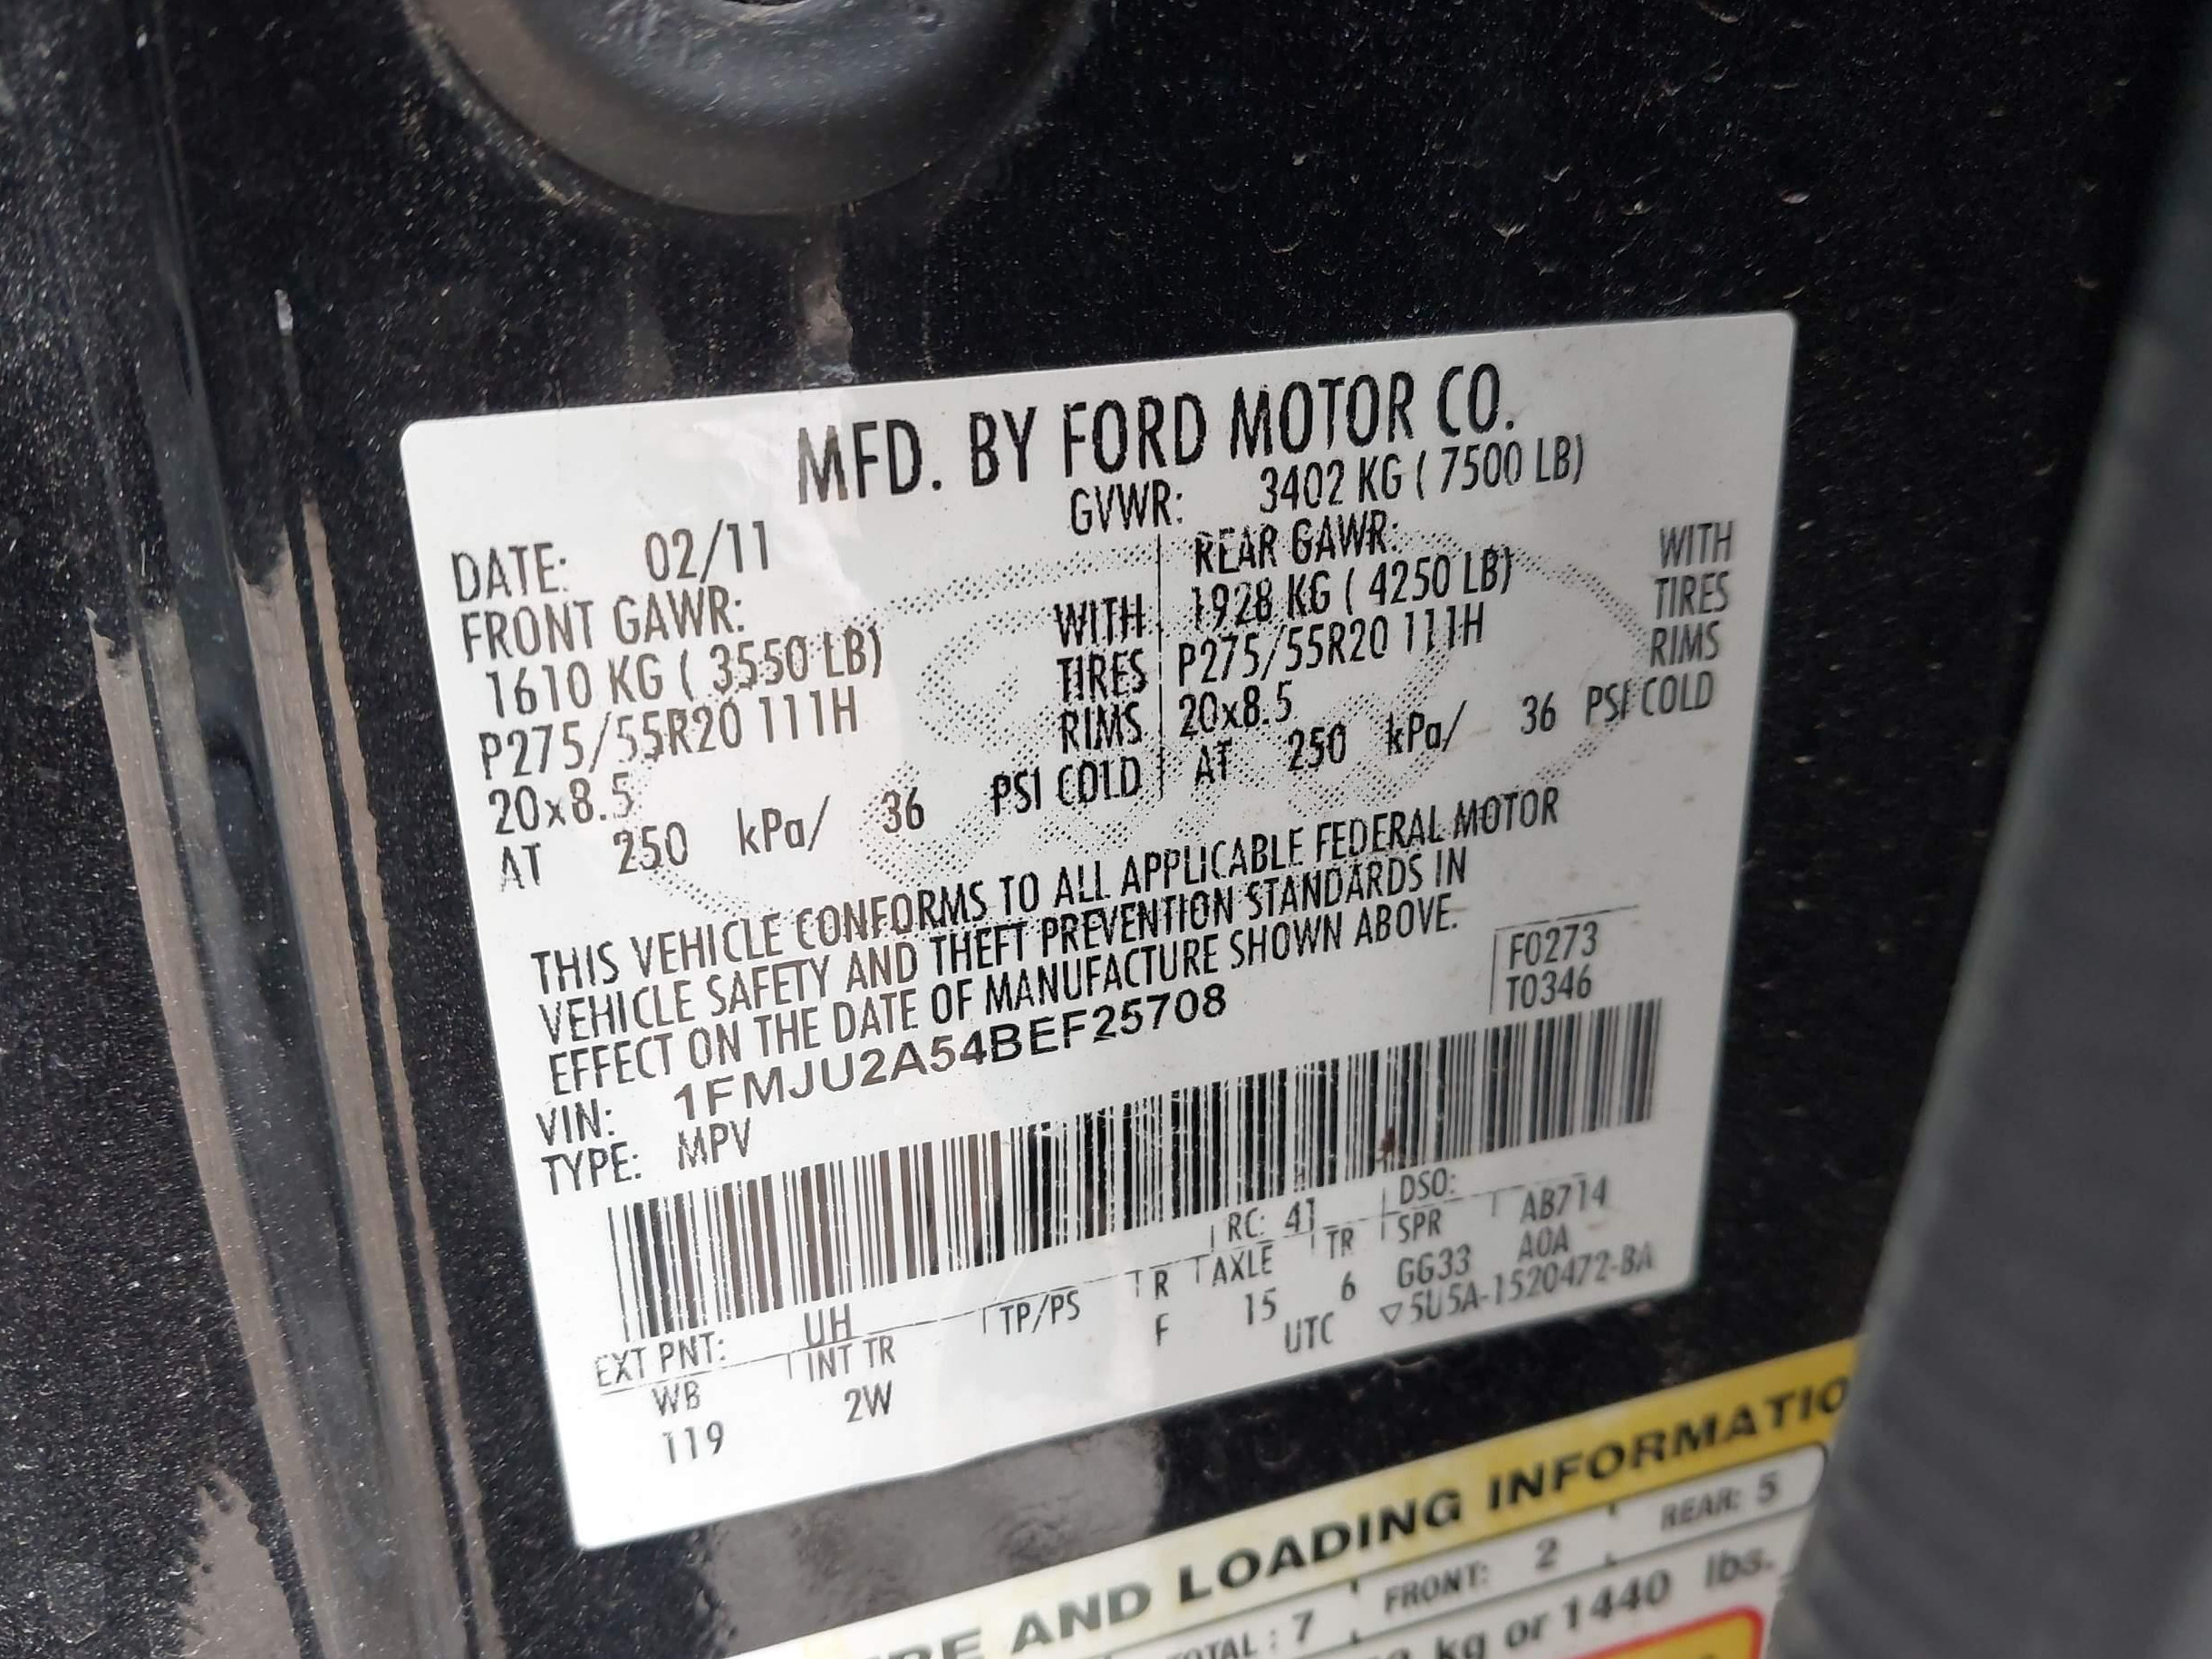 MFD. BY FORD MOTOR CO.
DATE: 02/11 GVWR: 3402 KG ( 7500 LB)
FRONT GAWR: REAR GAWR:
1610 KG ( 3550 LB) WITH 1928 KG ( 4250 LB) WITH
P275/55R20 111H TIRES P275/55R20 111H TIRES
20x8.5 RIMS 20x8.5 RIMS
AT 250 kPa/ 36 PSI COLD AT 250 kPa/ 36 PSI COLD
THIS VEHICLE CONFORMS TO ALL APPLICABLE FEDERAL MOTOR
VEHICLE SAFETY AND THEFT PREVENTION STANDARDS IN
EFFECT ON THE DATE OF MANUFACTURE SHOWN ABOVE.
F0273
T0346
VIN: 1FMJU2A54BEF25708
TYPE: MPV
EXT PNT: UH RC: 41 DSO:
WB INT TR TP/PS R AXLE TR SPR AB714
119 2W F 15 6 GG33 A0A
UTC ▽5U5A-1520472-BA
AND LOADING INFORMATIO
TOTAL : 7 FRONT: 2 REAR: 5
kg or 1440 lbs.